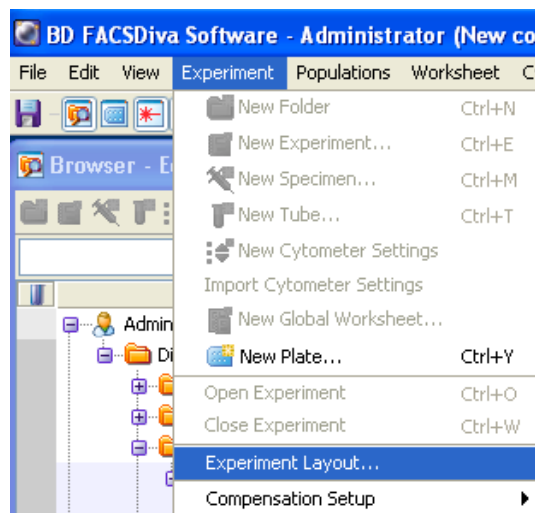 BD FACSDiva Software - Administrator (New co
File Edit View Experiment Populations Worksheet C
New Folder Ctrl+N
New Experiment... Ctrl+E
Browser - E
New Specimen... Ctrl+M
New Tube... Ctrl+T
New Cytometer Settings
Import Cytometer Settings
New Global Worksheet...
Admin
New Plate... Ctrl+Y
Di
Open Experiment Ctrl+O
Close Experiment Ctrl+W
Experiment Layout...
Compensation Setup